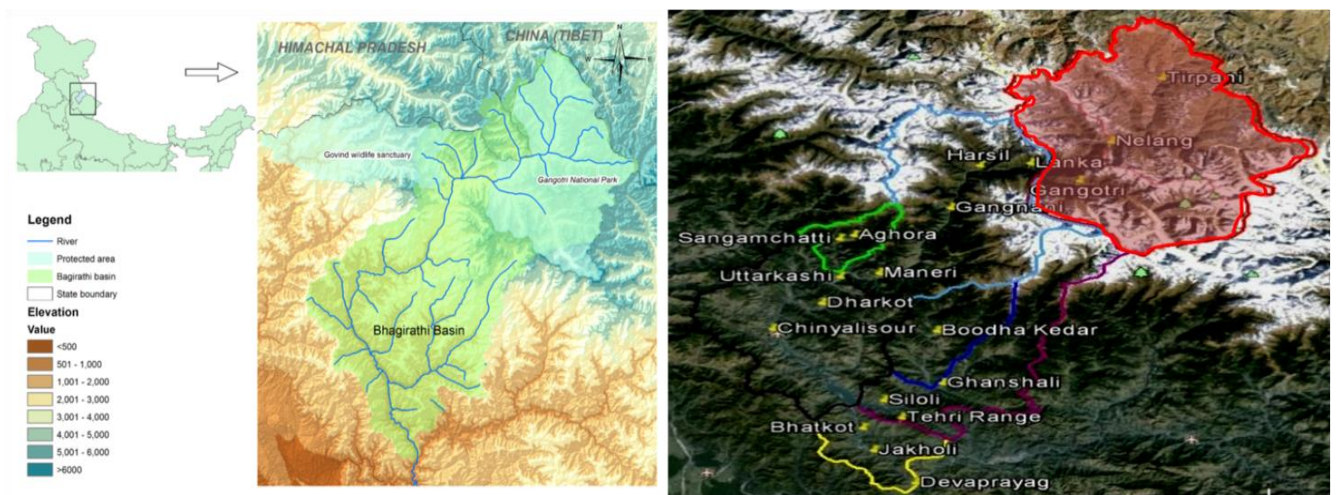 HIMACHAL PRADESH
CHINA (TIBET)
N
W
E
S
Govind wildlife sanctuary
Gangotri National Park
Bhagirathi Basin
Legend
River
Protected area
Bagirathi basin
State boundary
Elevation
Value
<500
501 - 1,000
1,001 - 2,000
2,001 - 3,000
3,001 - 4,000
4,001 - 5,000
5,001 - 6,000
>6000
Tirpani
Nelang
Harsil
Lanka
Gangotri
Gangnani
Sangamchatti
Aghora
Uttarkashi
Maneri
Dharkot
Chinyalisour
Boodha Kedar
Ghanshali
Siloli
Tehri Range
Bhatkot
Jakholi
Devaprayag